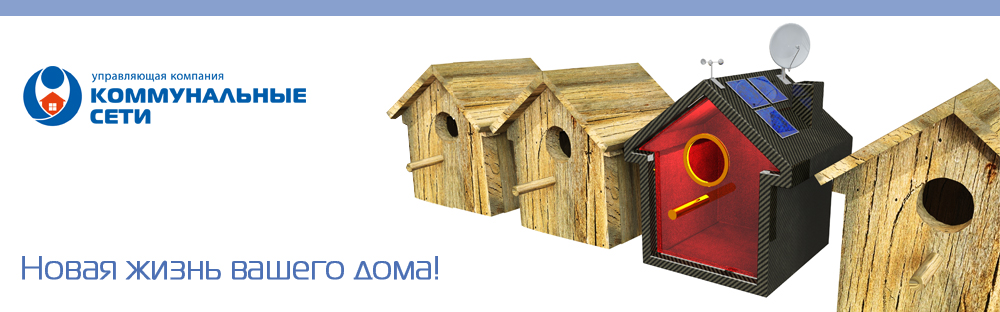 управляющая компания
КОММУНАЛЬНЫЕ
СЕТИ
Новая жизнь вашего дома!